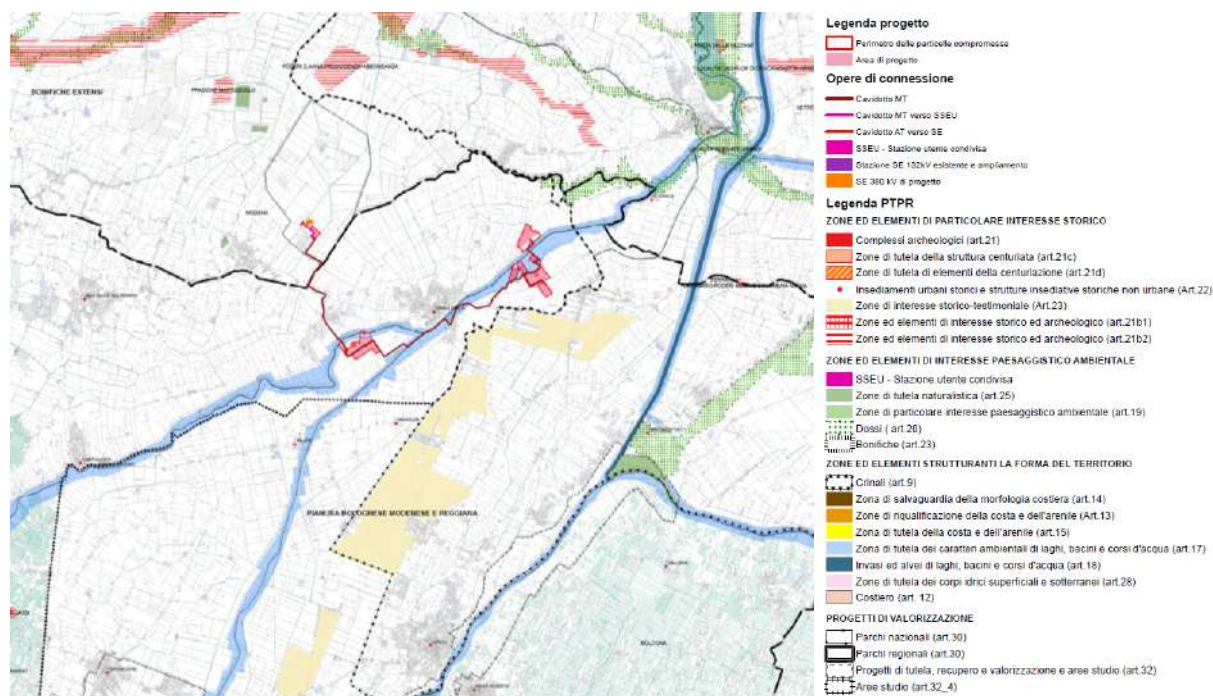 BONIFICHE ESTENSI
MODENA
PIANURA BOLOGNESE MODENESE E REGGIANA
BOLOGNA
Legenda progetto
Perimetro delle particelle compromesse
Area di progetto
Opere di connessione
Cavidotto MT
Cavidotto MT verso SSEU
Cavidotto AT verso SE
SSEU - Stazione utente condivisa
Stazione SE 132kV esistente e ampliamento
SE 380 kV di progetto
Legenda PTPR
ZONE ED ELEMENTI DI PARTICOLARE INTERESSE STORICO
Complessi archeologici (art.21)
Zone di tutela della struttura centuriata (art.21c)
Zone di tutela di elementi della centuriazione (art.21d)
Insediamenti urbani storici e strutture insediative storiche non urbane (Art.22)
Zone di interesse storico-testimoniale (Art.23)
Zone ed elementi di interesse storico ed archeologico (art.21b1)
Zone ed elementi di interesse storico ed archeologico (art.21b2)
ZONE ED ELEMENTI DI INTERESSE PAESAGGISTICO AMBIENTALE
SSEU - Stazione utente condivisa
Zone di tutela naturalistica (art.25)
Zone di particolare interesse paesaggistico ambientale (art.19)
Dossi ( art.20)
Bonifiche (art.23)
ZONE ED ELEMENTI STRUTTURANTI LA FORMA DEL TERRITORIO
Crinali (art.9)
Zona di salvaguardia della morfologia costiera (art.14)
Zone di riqualificazione della costa e dell'arenile (Art.13)
Zona di tutela della costa e dell'arenile (art.15)
Zona di tutela dei caratteri ambientali di laghi, bacini e corsi d'acqua (art.17)
Invasi ed alvei di laghi, bacini e corsi d'acqua (art.18)
Zone di tutela dei corpi idrici superficiali e sotterranei (art.28)
Costiero (art. 12)
PROGETTI DI VALORIZZAZIONE
Parchi nazionali (art.30)
Parchi regionali (art.30)
Progetti di tutela, recupero e valorizzazione e aree studio (art.32)
Aree studio (art.32_4)